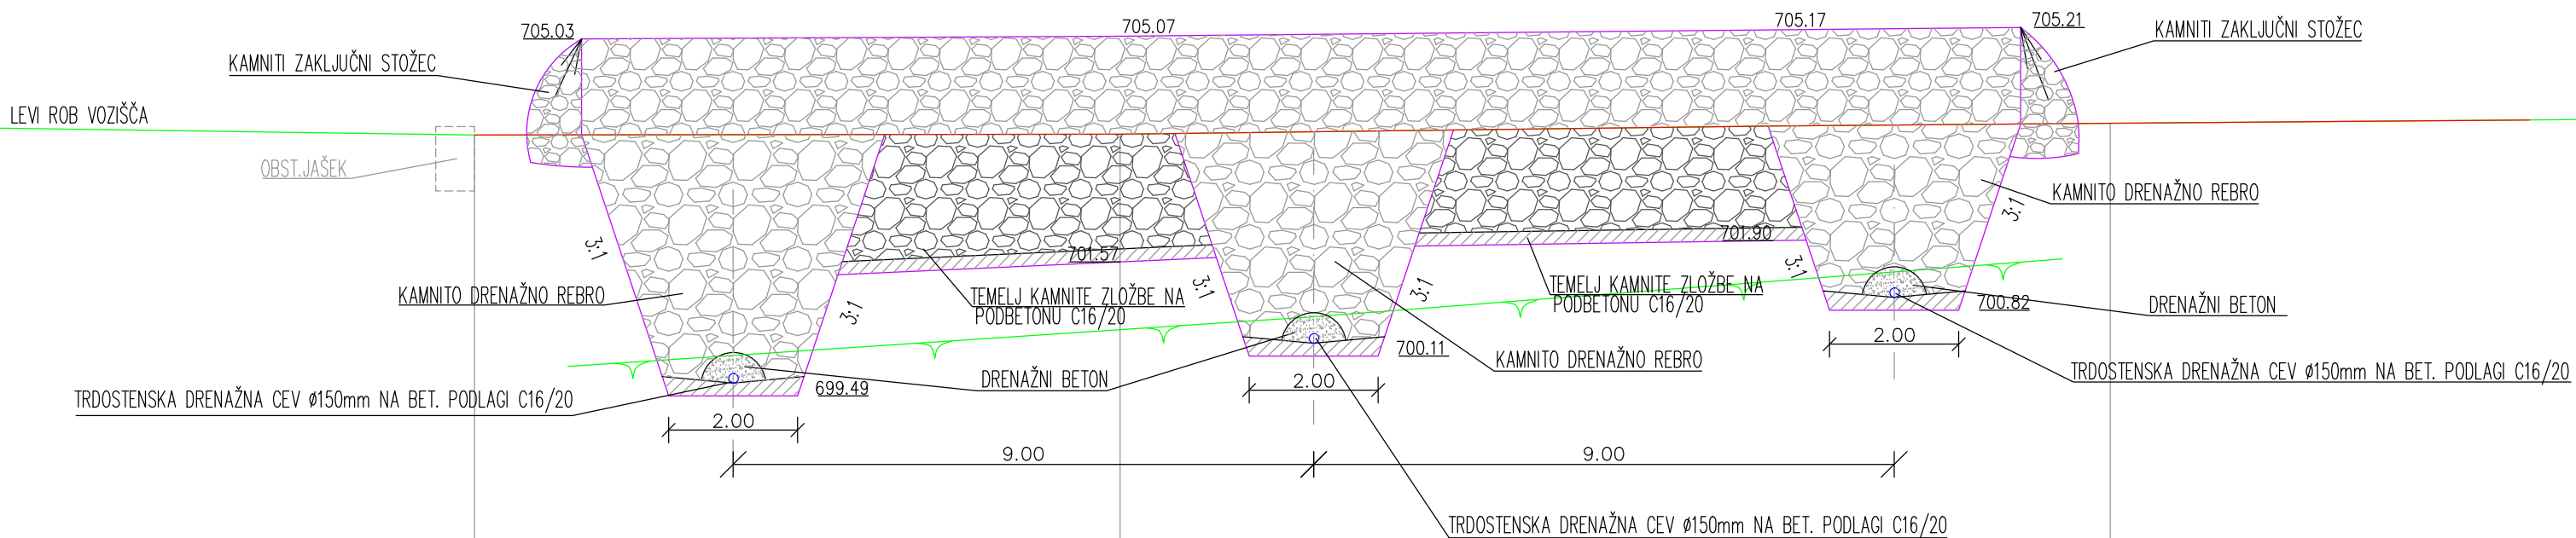 705.03
705.07
705.17
705.21
KAMNITI ZAKLJUČNI STOŽEC
KAMNITI ZAKLJUČNI STOŽEC
LEVI ROB VOZIŠČA
OBST.JAŠEK
KAMNITO DRENAŽNO REBRO
3:1
3:1
701.57
701.90
3:1
3:1
3:1
3:1
KAMNITO DRENAŽNO REBRO
TEMELJ KAMNITE ZLOŽBE NA
PODBETONU C16/20
TEMELJ KAMNITE ZLOŽBE NA
PODBETONU C16/20
700.82
DRENAŽNI BETON
2.00
700.11
KAMNITO DRENAŽNO REBRO
TRDOSTENSKA DRENAŽNA CEV Ø150mm NA BET. PODLAGI C16/20
DRENAŽNI BETON
2.00
699.49
TRDOSTENSKA DRENAŽNA CEV Ø150mm NA BET. PODLAGI C16/20
2.00
9.00
9.00
TRDOSTENSKA DRENAŽNA CEV Ø150mm NA BET. PODLAGI C16/20